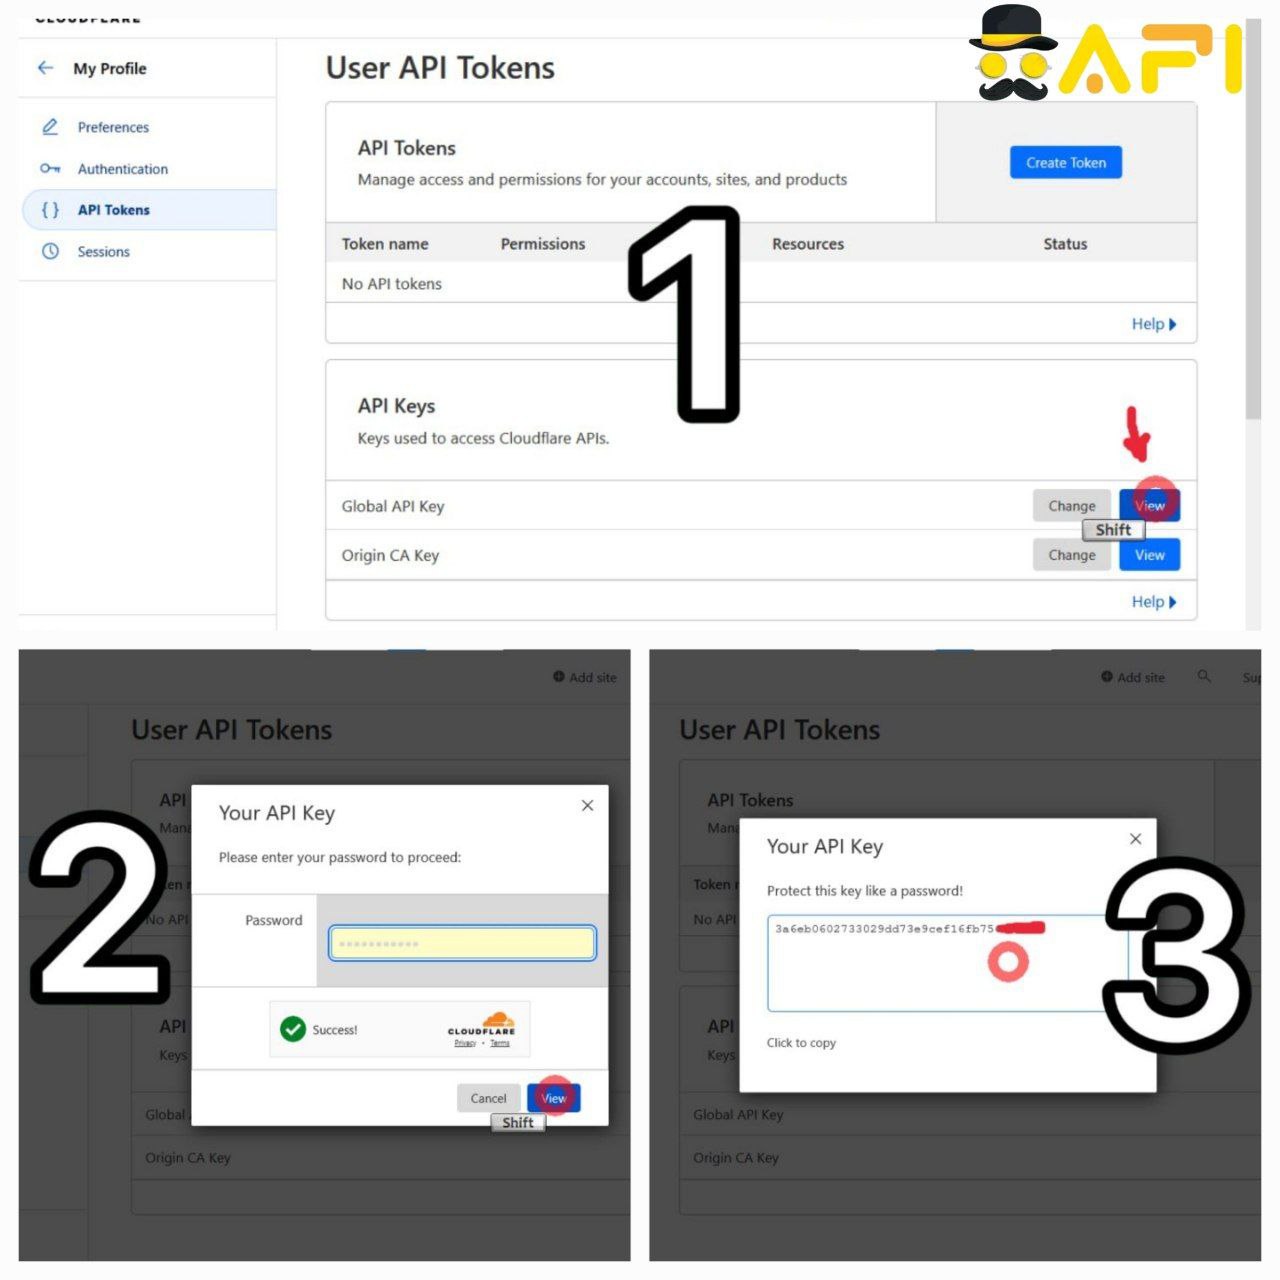 CLOUDFLARE
API
My Profile
Preferences
Authentication
API Tokens
Sessions
User API Tokens
API Tokens
Manage access and permissions for your accounts, sites, and products
Create Token
Token name Permissions Resources Status
No API tokens
Help
1
API Keys
Keys used to access Cloudflare APIs.
Global API Key Change View
Shift
Origin CA Key Change View
Help
2
Add site
User API Tokens
API
Mana
No API
Your API Key
Please enter your password to proceed:
Password
Success!
CLOUDFLARE
Privacy • Terms
Cancel View
Shift
API
Keys
Global
Origin CA Key
3
Add site Sup
User API Tokens
API Tokens
Mana
Token n
No API
Your API Key
Protect this key like a password!
3a6eb0602733029dd73e9cef16fb75
Click to copy
API
Keys
Global API Key
Origin CA Key